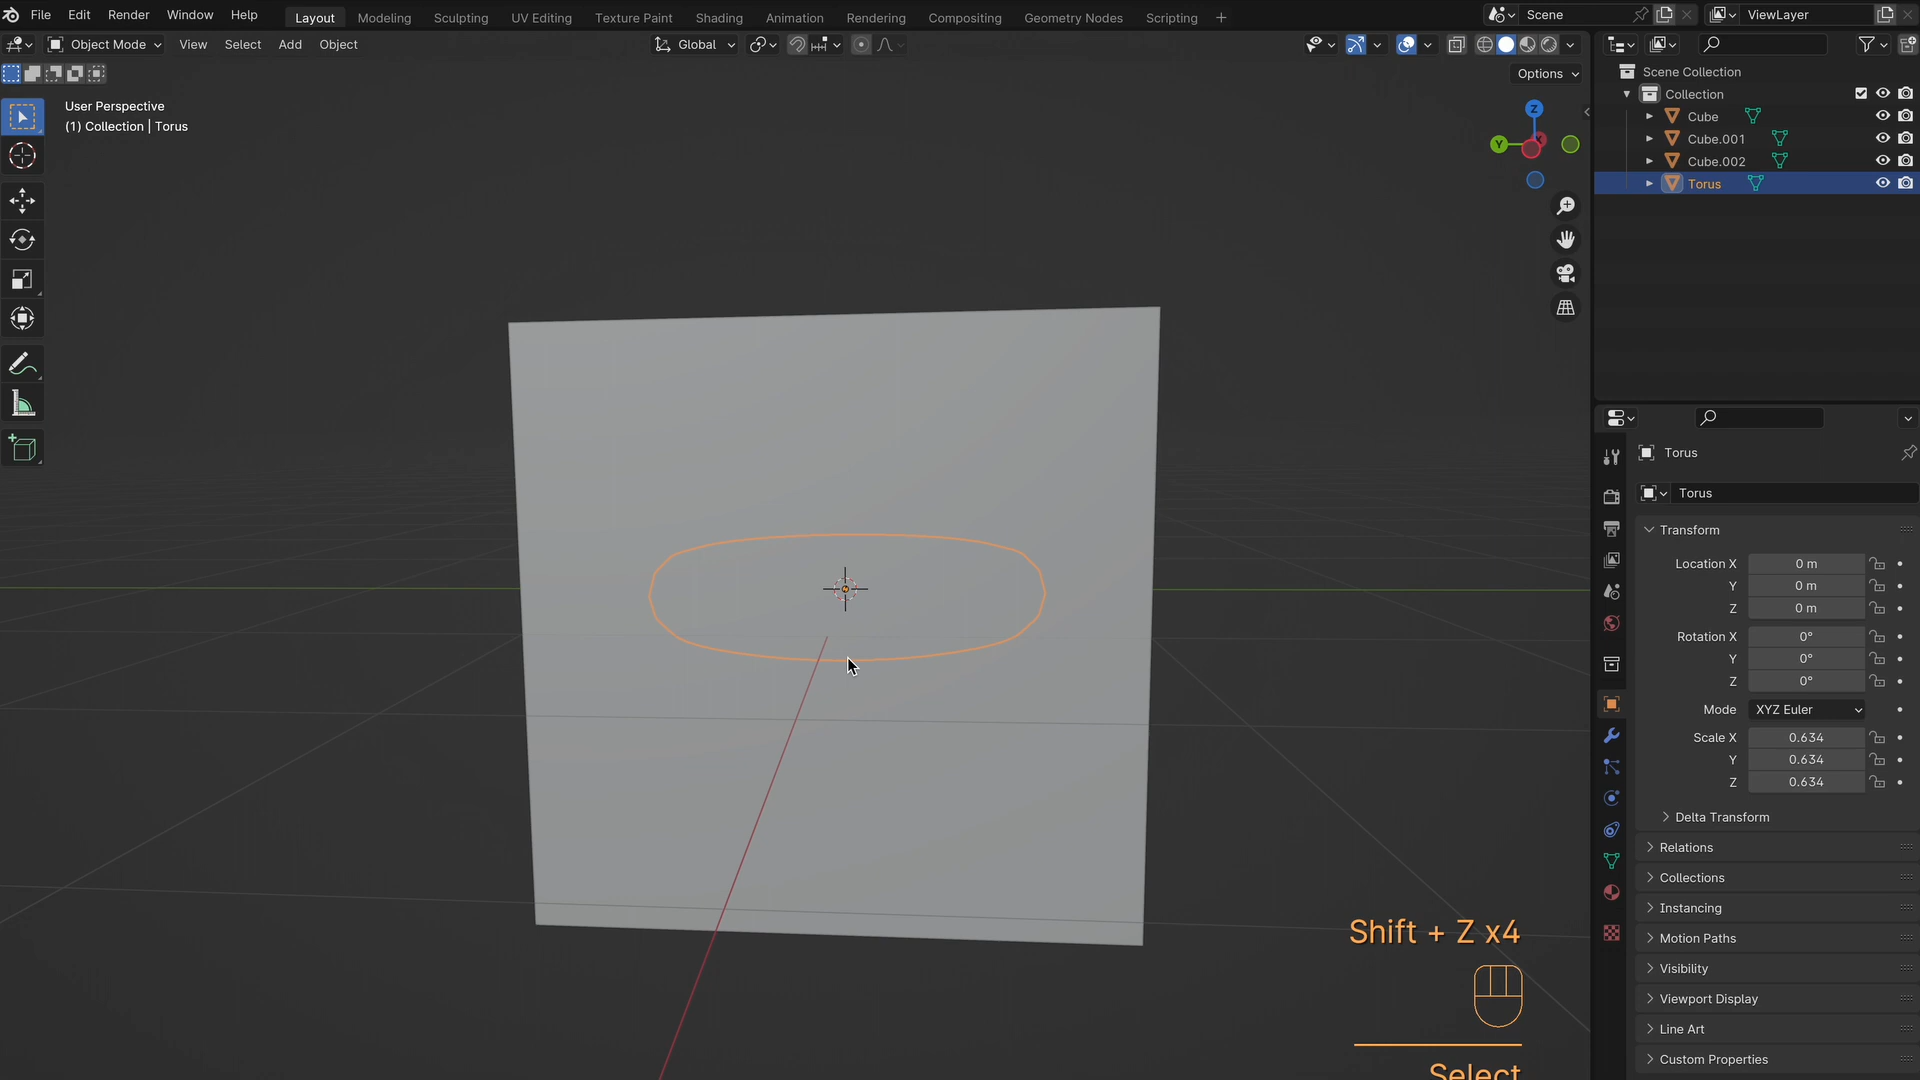 File Edit Render Window Help
Layout Modeling Sculpting UV Editing Texture Paint Shading Animation Rendering Compositing Geometry Nodes Scripting +
Scene
ViewLayer
Object Mode View Select Add Object
Global
Options
User Perspective
(1) Collection | Torus
Z
Y
X
Scene Collection
Collection
Cube
Cube.001
Cube.002
Torus
Torus
Torus
Transform
Location X 0 m
Y 0 m
Z 0 m
Rotation X 0°
Y 0°
Z 0°
Mode XYZ Euler
Scale X 0.634
Y 0.634
Z 0.634
Delta Transform
Relations
Collections
Instancing
Motion Paths
Visibility
Viewport Display
Line Art
Custom Properties
Shift + Z x4
Select